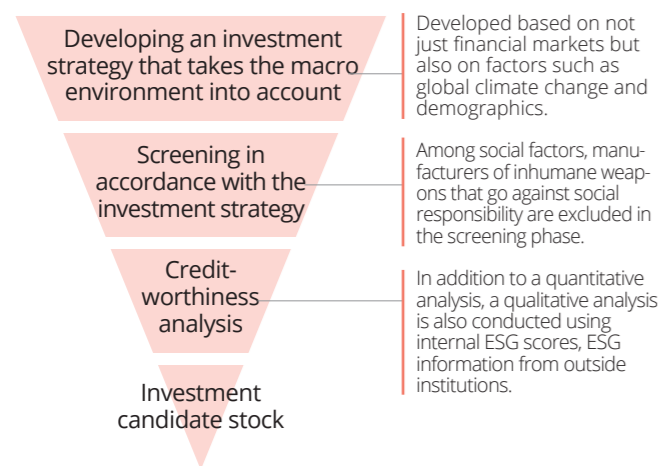 Developing an investment
strategy that takes the macro
environment into account
Developed based on not
just financial markets but
also on factors such as
global climate change and
demographics.
Screening in
accordance with the
investment strategy
Among social factors, manu-
facturers of inhumane weap-
ons that go against social
responsibility are excluded in
the screening phase.
Credit-
worthiness
analysis
In addition to a quantitative
analysis, a qualitative analysis
is also conducted using
internal ESG scores, ESG
information from outside
institutions.
Investment
candidate stock